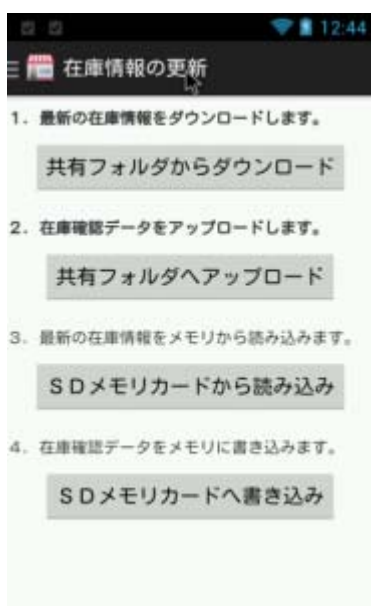 12:44
在庫情報の更新
1. 最新の在庫情報をダウンロードします。
共有フォルダからダウンロード
2. 在庫確認データをアップロードします。
共有フォルダへアップロード
3. 最新の在庫情報をメモリから読み込みます。
ＳＤメモリカードから読み込み
4. 在庫確認データをメモリに書き込みます。
ＳＤメモリカードへ書き込み